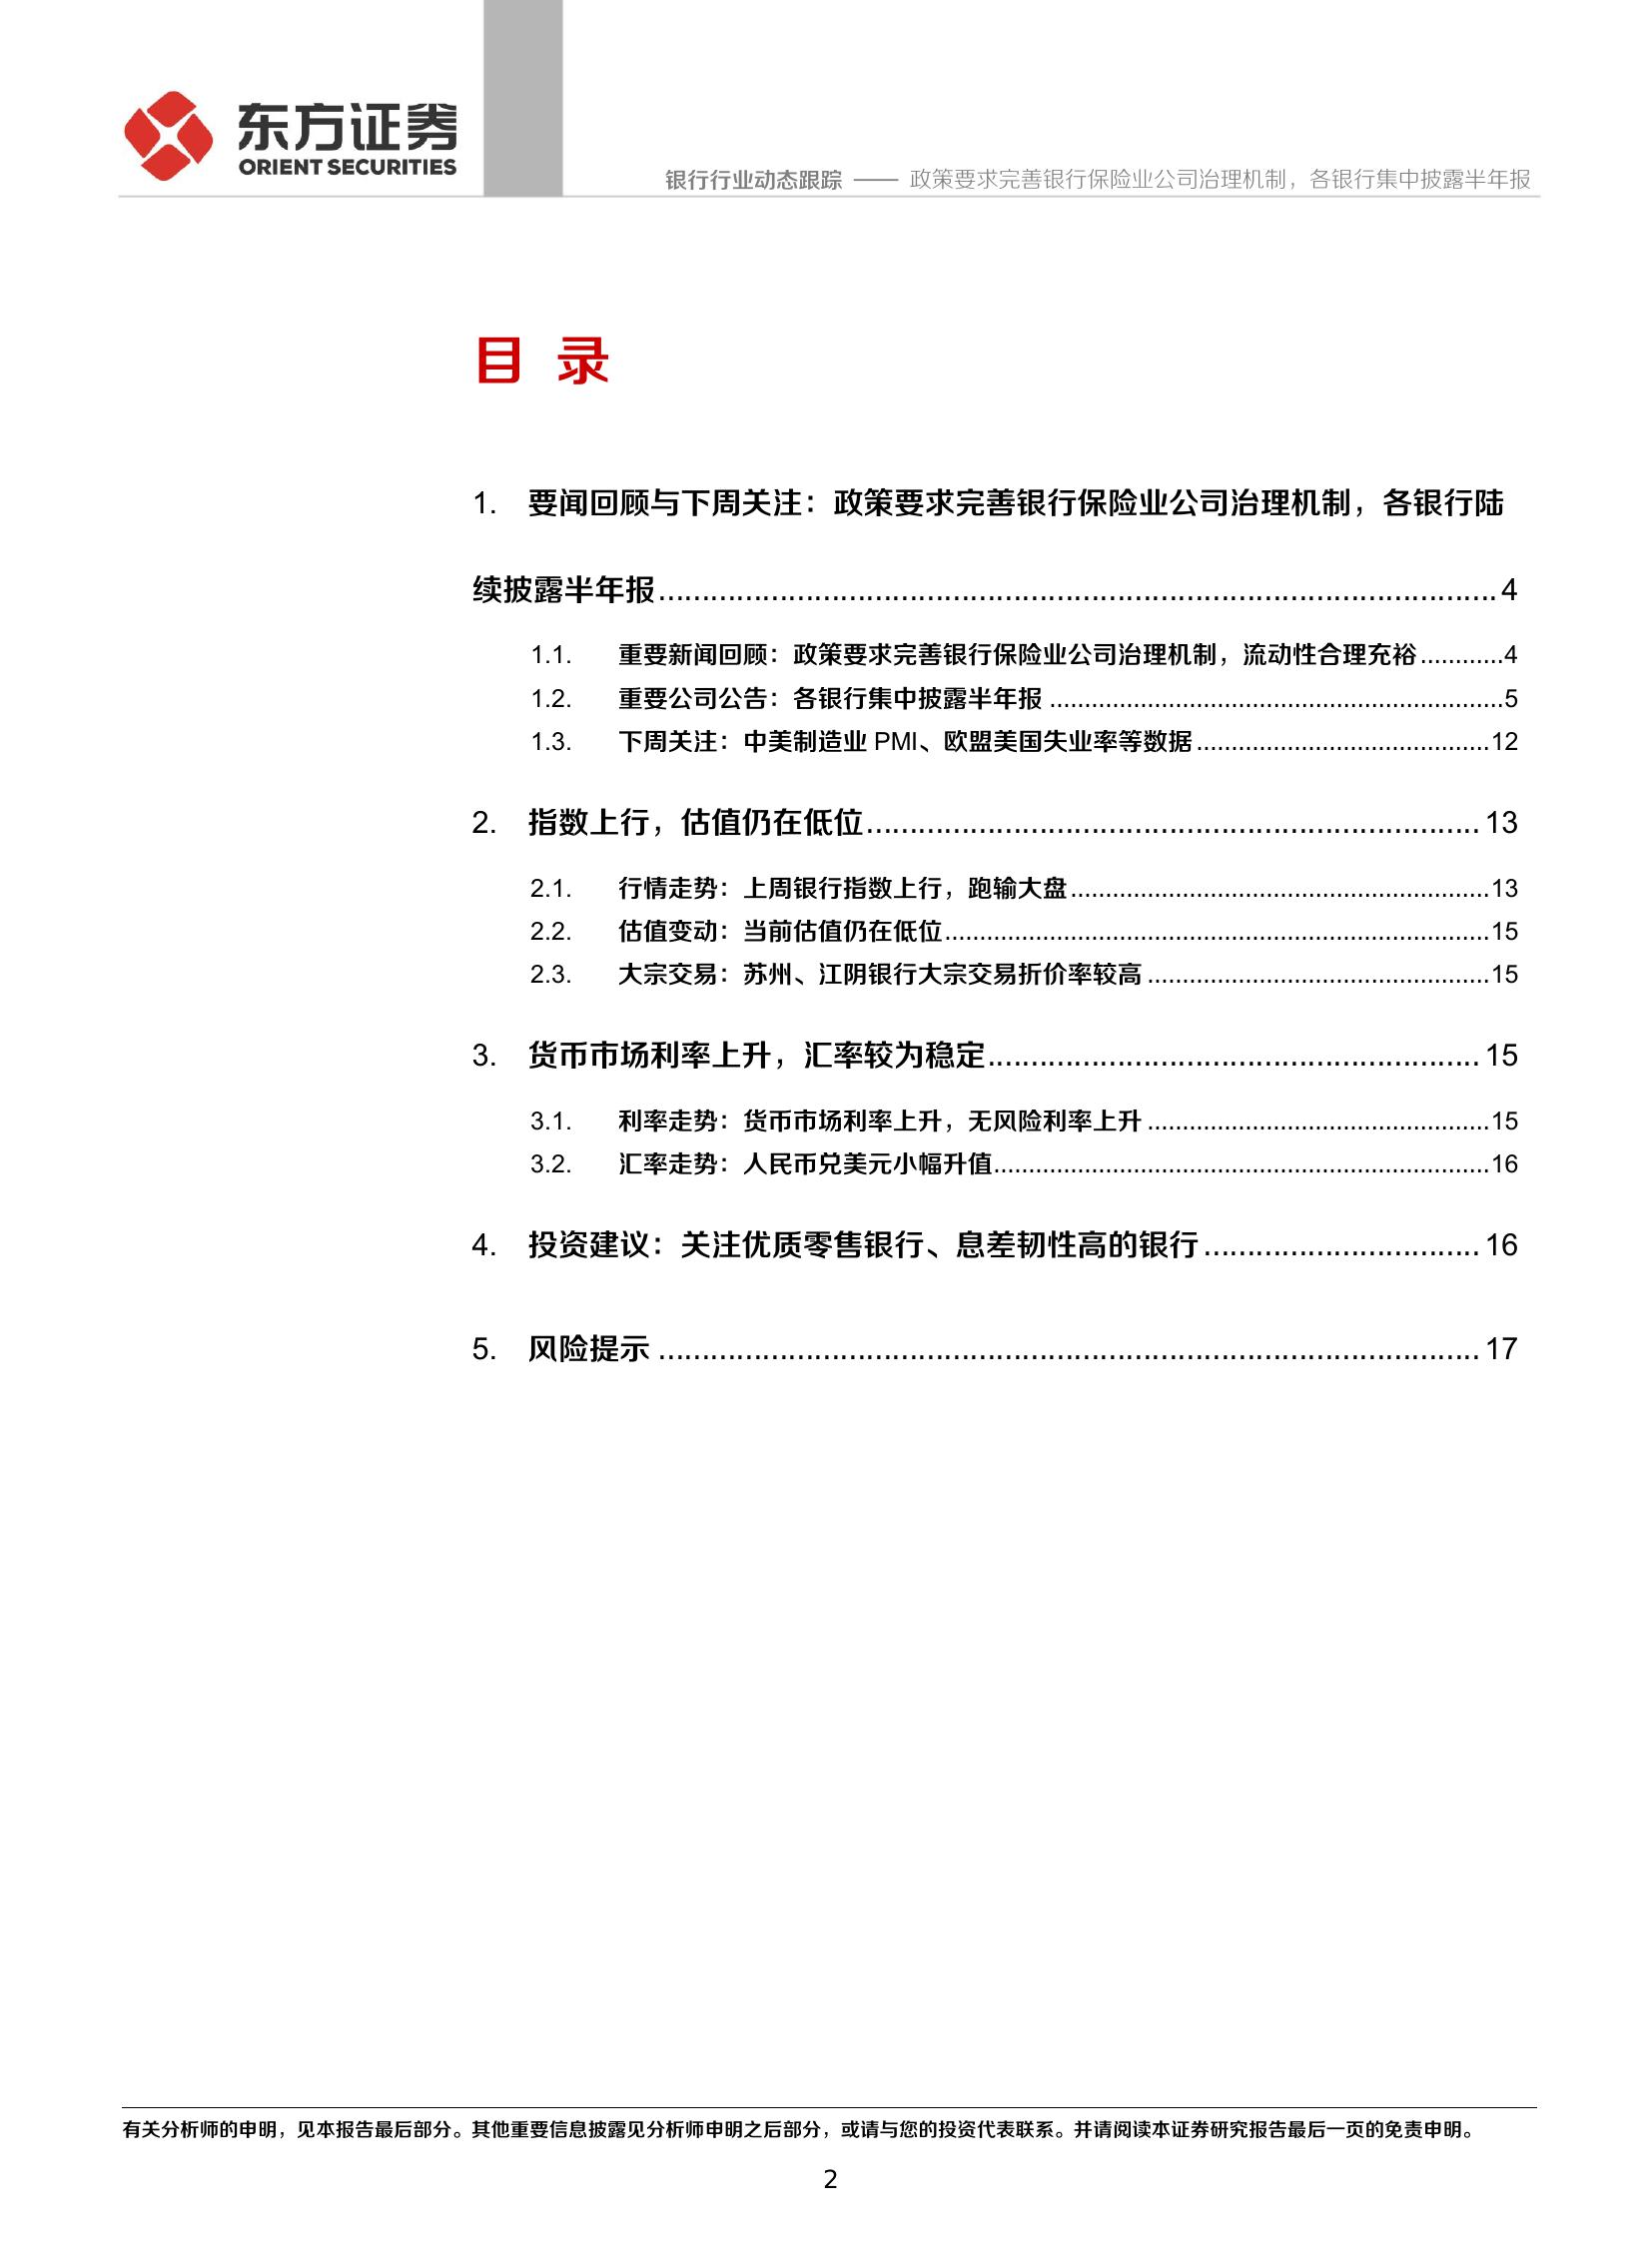 东方证券
ORIENT SECURITIES
银行行业动态跟踪 —— 政策要求完善银行保险业公司治理机制，各银行集中披露半年报
目 录
1. 要闻回顾与下周关注：政策要求完善银行保险业公司治理机制，各银行陆
续披露半年报........................................................................................................4
1.1. 重要新闻回顾：政策要求完善银行保险业公司治理机制，流动性合理充裕............4
1.2. 重要公司公告：各银行集中披露半年报 .................................................................5
1.3. 下周关注：中美制造业 PMI、欧盟美国失业率等数据..........................................12
2. 指数上行，估值仍在低位...................................................................... 13
2.1. 行情走势：上周银行指数上行，跑输大盘............................................................13
2.2. 估值变动：当前估值仍在低位..............................................................................15
2.3. 大宗交易：苏州、江阴银行大宗交易折价率较高 .................................................15
3. 货币市场利率上升，汇率较为稳定........................................................ 15
3.1. 利率走势：货币市场利率上升，无风险利率上升 .................................................15
3.2. 汇率走势：人民币兑美元小幅升值.......................................................................16
4. 投资建议：关注优质零售银行、息差韧性高的银行................................ 16
5. 风险提示 .............................................................................................. 17
有关分析师的申明，见本报告最后部分。其他重要信息披露见分析师申明之后部分，或请与您的投资代表联系。并请阅读本证券研究报告最后一页的免责申明。
2